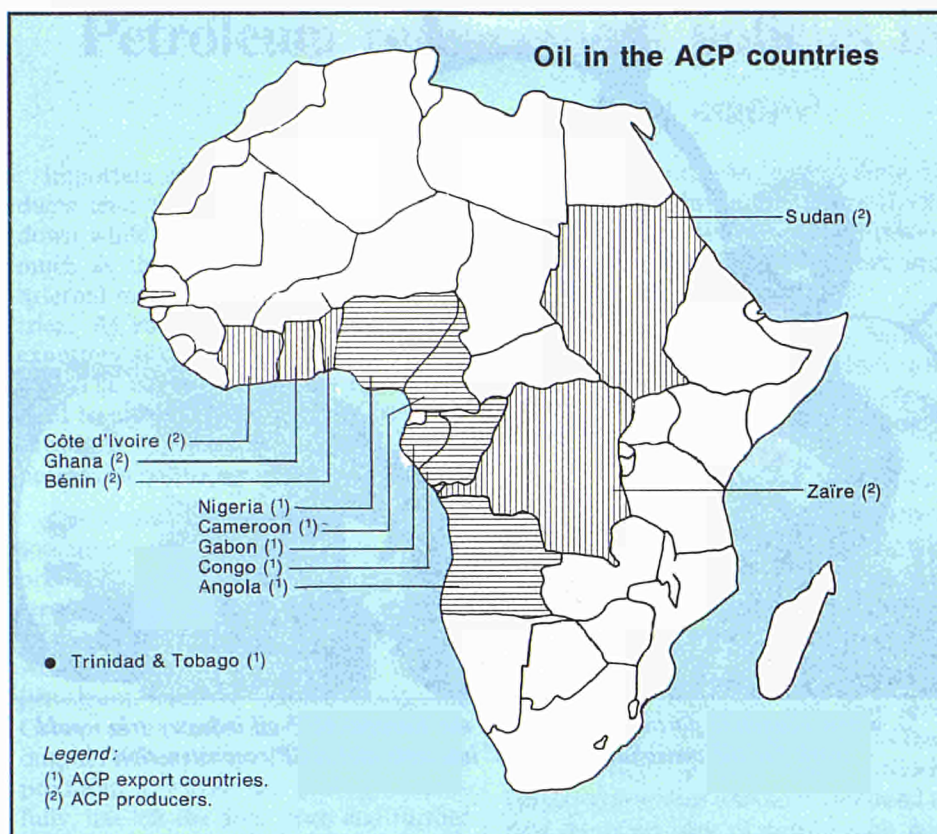 Oil in the ACP countries
Sudan (²)
Côte d'Ivoire (²)
Ghana (²)
Bénin (²)
Nigeria (¹)
Cameroon (¹)
Gabon (¹)
Congo (¹)
Angola (¹)
Zaïre (²)
● Trinidad & Tobago (¹)
Legend:
(¹) ACP export countries.
(²) ACP producers.